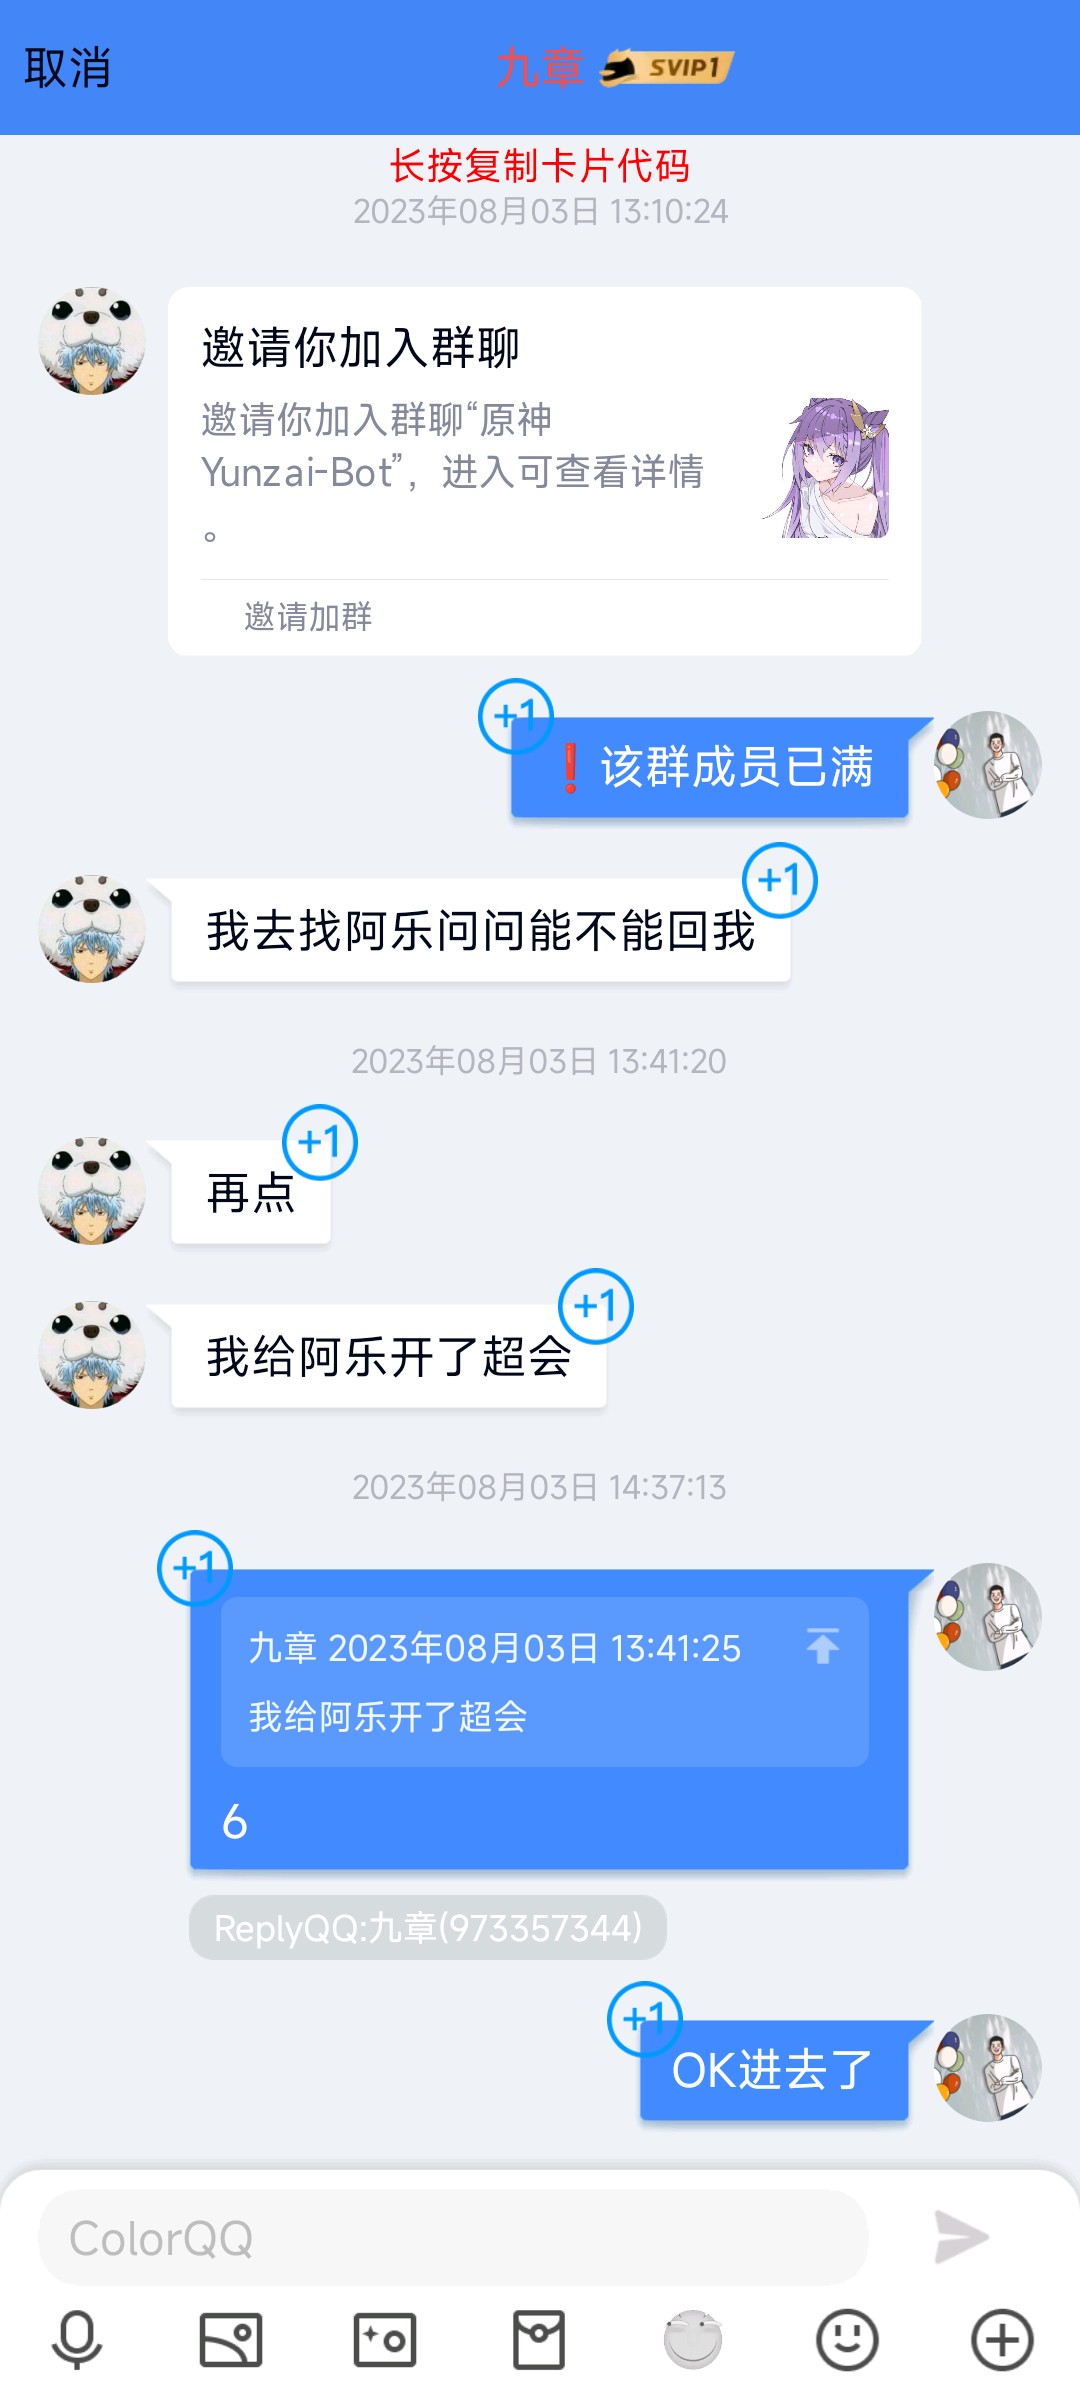 取消
九章 SVIP1
长按复制卡片代码
2023年08月03日 13:10:24
邀请你加入群聊
邀请你加入群聊“原神
Yunzai-Bot”，进入可查看详情
。
邀请加群
+1
❗该群成员已满
+1
我去找阿乐问问能不能回我
2023年08月03日 13:41:20
+1
再点
+1
我给阿乐开了超会
2023年08月03日 14:37:13
+1
九章 2023年08月03日 13:41:25
我给阿乐开了超会
6
ReplyQQ:九章(973357344)
+1
OK进去了
ColorQQ